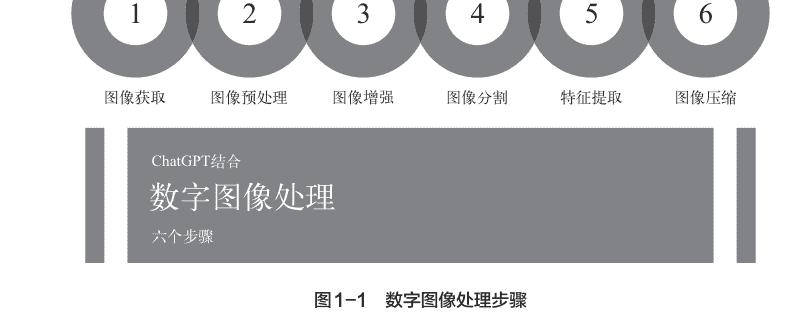 1 2 3 4 5 6
图像获取 图像预处理 图像增强 图像分割 特征提取 图像压缩
ChatGPT结合
数字图像处理
六个步骤
图1-1 数字图像处理步骤